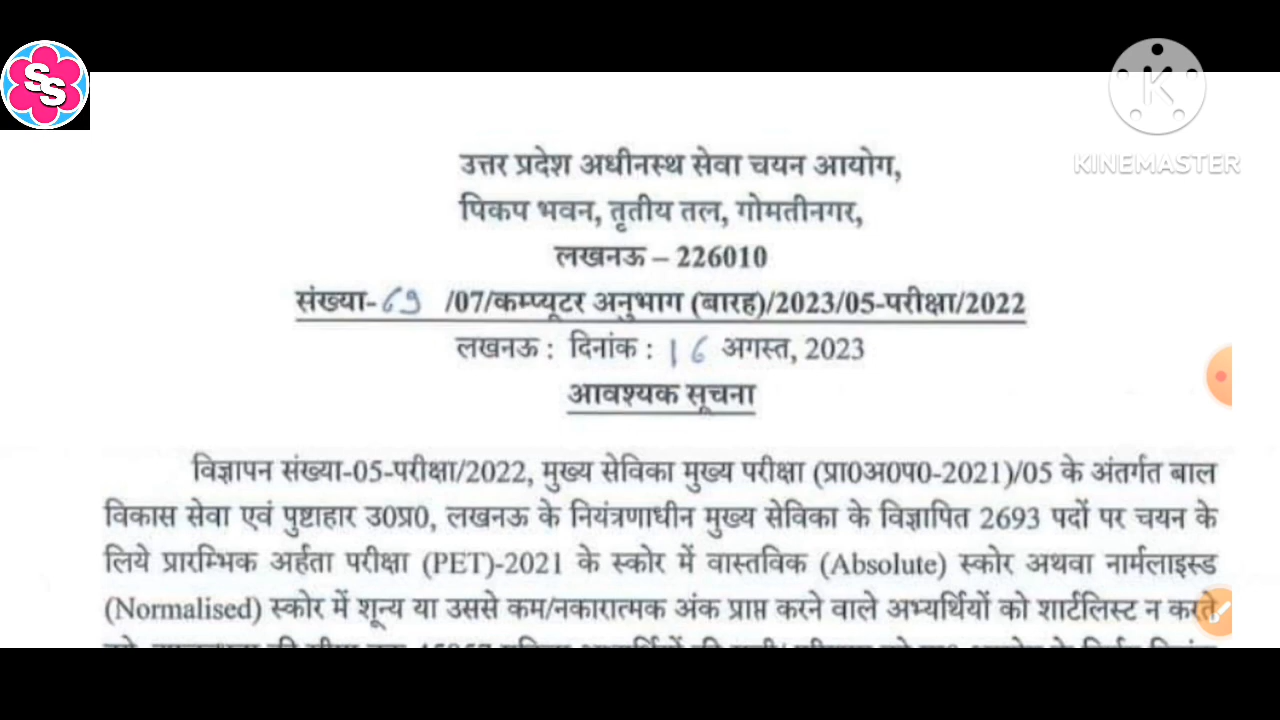 SS
KINEMASTER
उत्तर प्रदेश अधीनस्थ सेवा चयन आयोग,
पिकप भवन, तृतीय तल, गोमतीनगर,
लखनऊ – 226010
संख्या-69 /07/कम्प्यूटर अनुभाग (बारह)/2023/05-परीक्षा/2022
लखनऊ : दिनांक : 16 अगस्त, 2023
आवश्यक सूचना
विज्ञापन संख्या-05-परीक्षा/2022, मुख्य सेविका मुख्य परीक्षा (प्रा0अ0प0-2021)/05 के अंतर्गत बाल
विकास सेवा एवं पुष्टाहार उ0प्र0, लखनऊ के नियंत्रणाधीन मुख्य सेविका के विज्ञापित 2693 पदों पर चयन के
लिये प्रारम्भिक अर्हता परीक्षा (PET)-2021 के स्कोर में वास्तविक (Absolute) स्कोर अथवा नार्मलाइस्ड
(Normalised) स्कोर में शून्य या उससे कम/नकारात्मक अंक प्राप्त करने वाले अभ्यर्थियों को शार्टलिस्ट न करते